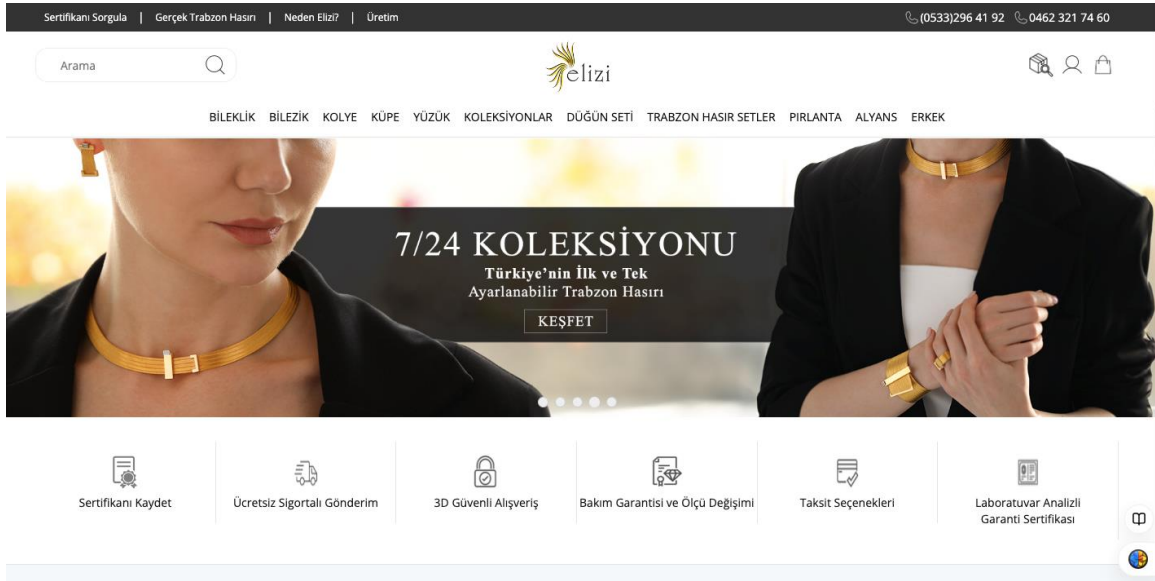 Sertifikanı Sorgula | Gerçek Trabzon Hasırı | Neden Elizi? | Üretim
(0533)296 41 92 0462 321 74 60
Arama
elizi
BİLEKLİK BİLEZİK KOLYE KÜPE YÜZÜK KOLEKSİYONLAR DÜĞÜN SETİ TRABZON HASIR SETLER PIRLANTA ALYANS ERKEK
7/24 KOLEKSİYONU
Türkiye'nin İlk ve Tek
Ayarlanabilir Trabzon Hasırı
KEŞFET
Sertifikanı Kaydet
Ücretsiz Sigortalı Gönderim
3D Güvenli Alışveriş
Bakım Garantisi ve Ölçü Değişimi
Taksit Seçenekleri
Laboratuvar Analizli
Garanti Sertifikası